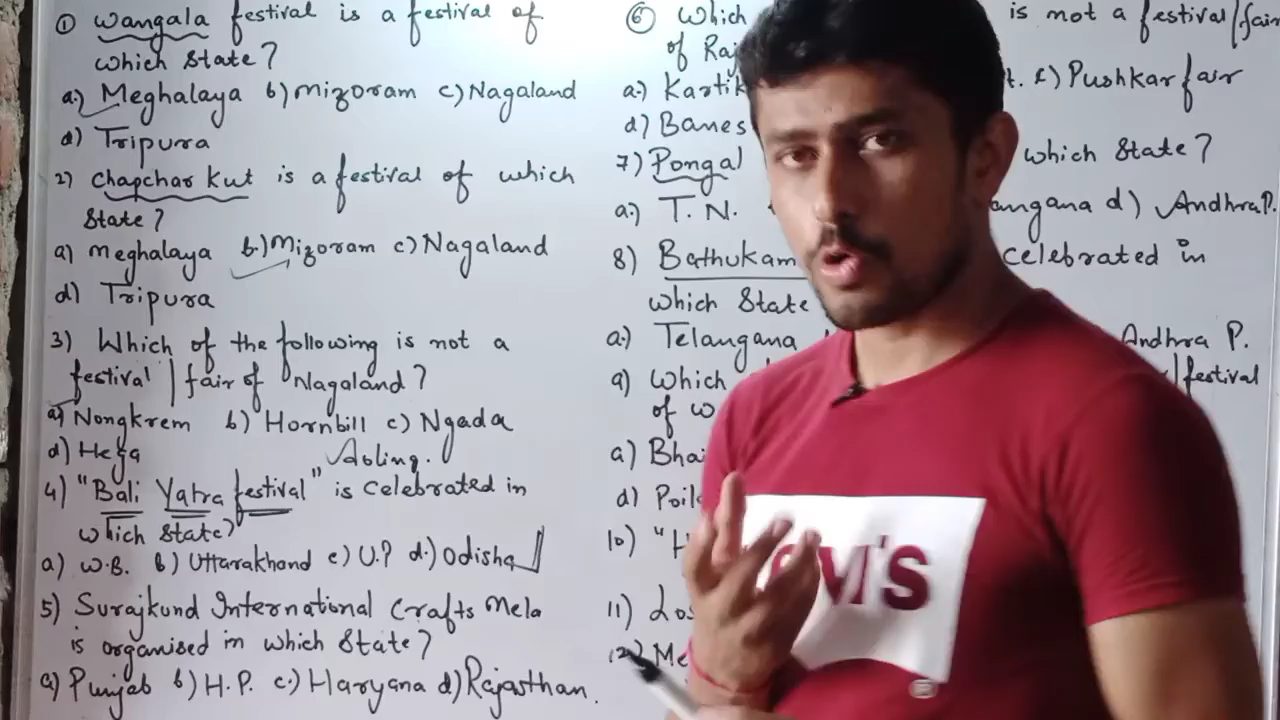 ① Wangala festival is a festival of
which State?
a.) Meghalaya b) Mizoram c) Nagaland
d) Tripura
2) Chapchar Kut is a festival of which
State?
a) Meghalaya b) Mizoram c) Nagaland
d) Tripura
3) Which of the following is not a
festival | fair of Nagaland?
a) Nongkrem b) Hornbill c) Ngada
d) Hega Aoling.
4) "Bali Yatra festival" is celebrated in
which State?
a) W.B. b) Uttarakhand c) U.P d.) Odisha
5) Surajkund International Crafts Mela
is organised in which State?
a) Punjab b) H.P. c.) Haryana d) Rajasthan.
⑥ Which is not a festival/fair
of Raj
a.) Kartik t. c) Pushkar fair
d) Banes
7) Pongal which State?
a.) T.N. angana d) Andhra P.
8) Bathukam celebrated in
which State
a.) Telangana Andhra P.
9) Which /festival
of W
a) Bhai
d) Poil
10) "H
11) Los
12) Me
M'S
®